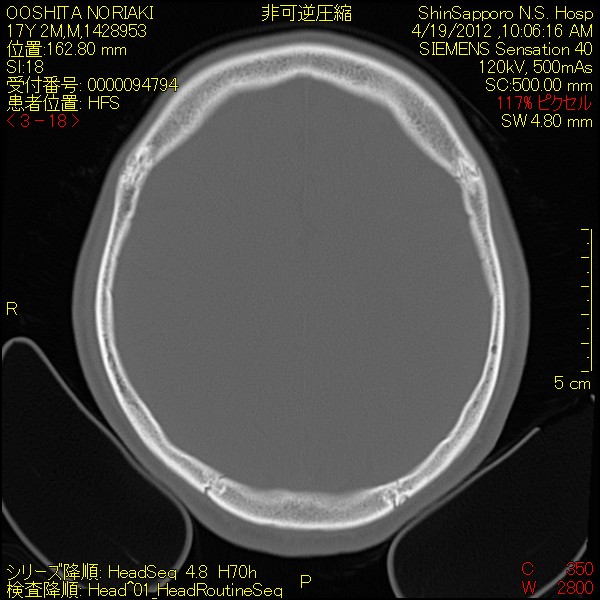 OOSHITA NORIAKI
17Y 2M,M,1428953
位置:162.80 mm
SI:18
受付番号: 0000094794
患者位置: HFS
<3-18>
非可逆圧縮
ShinSapporo N.S. Hosp
4/19/2012 ,10:06:16 AM
SIEMENS Sensation 40
120kV, 500mAs
SC:500.00 mm
117% ピクセル
SW 4.80 mm
R
5 cm
シリーズ降順: HeadSeq 4.8 H70h
検査降順: Head^01_HeadRoutineSeq
P
C 350
W 2800